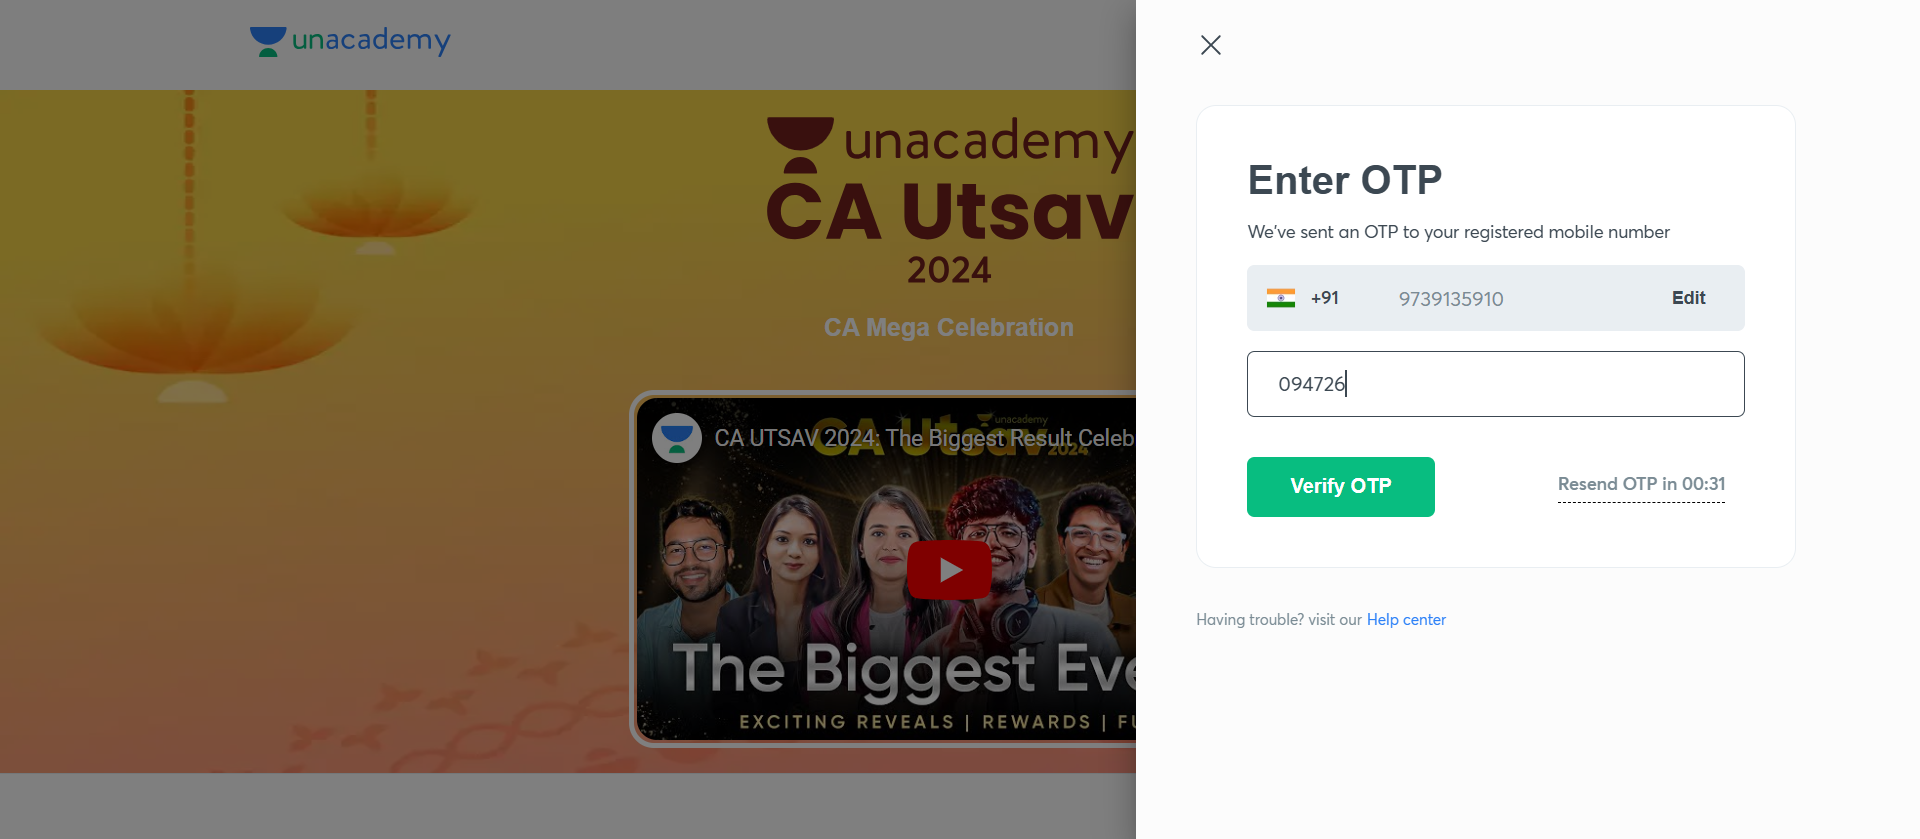 unacademy
unacademy
CA Utsav
2024
CA Mega Celebration
unacademy
CA Utsav 2024
CA UTSAV 2024: The Biggest Result Celeb
The Biggest Eve
EXCITING REVEALS | REWARDS | FU
Enter OTP
We've sent an OTP to your registered mobile number
+91 9739135910 Edit
094726
Verify OTP Resend OTP in 00:31
Having trouble? visit our Help center